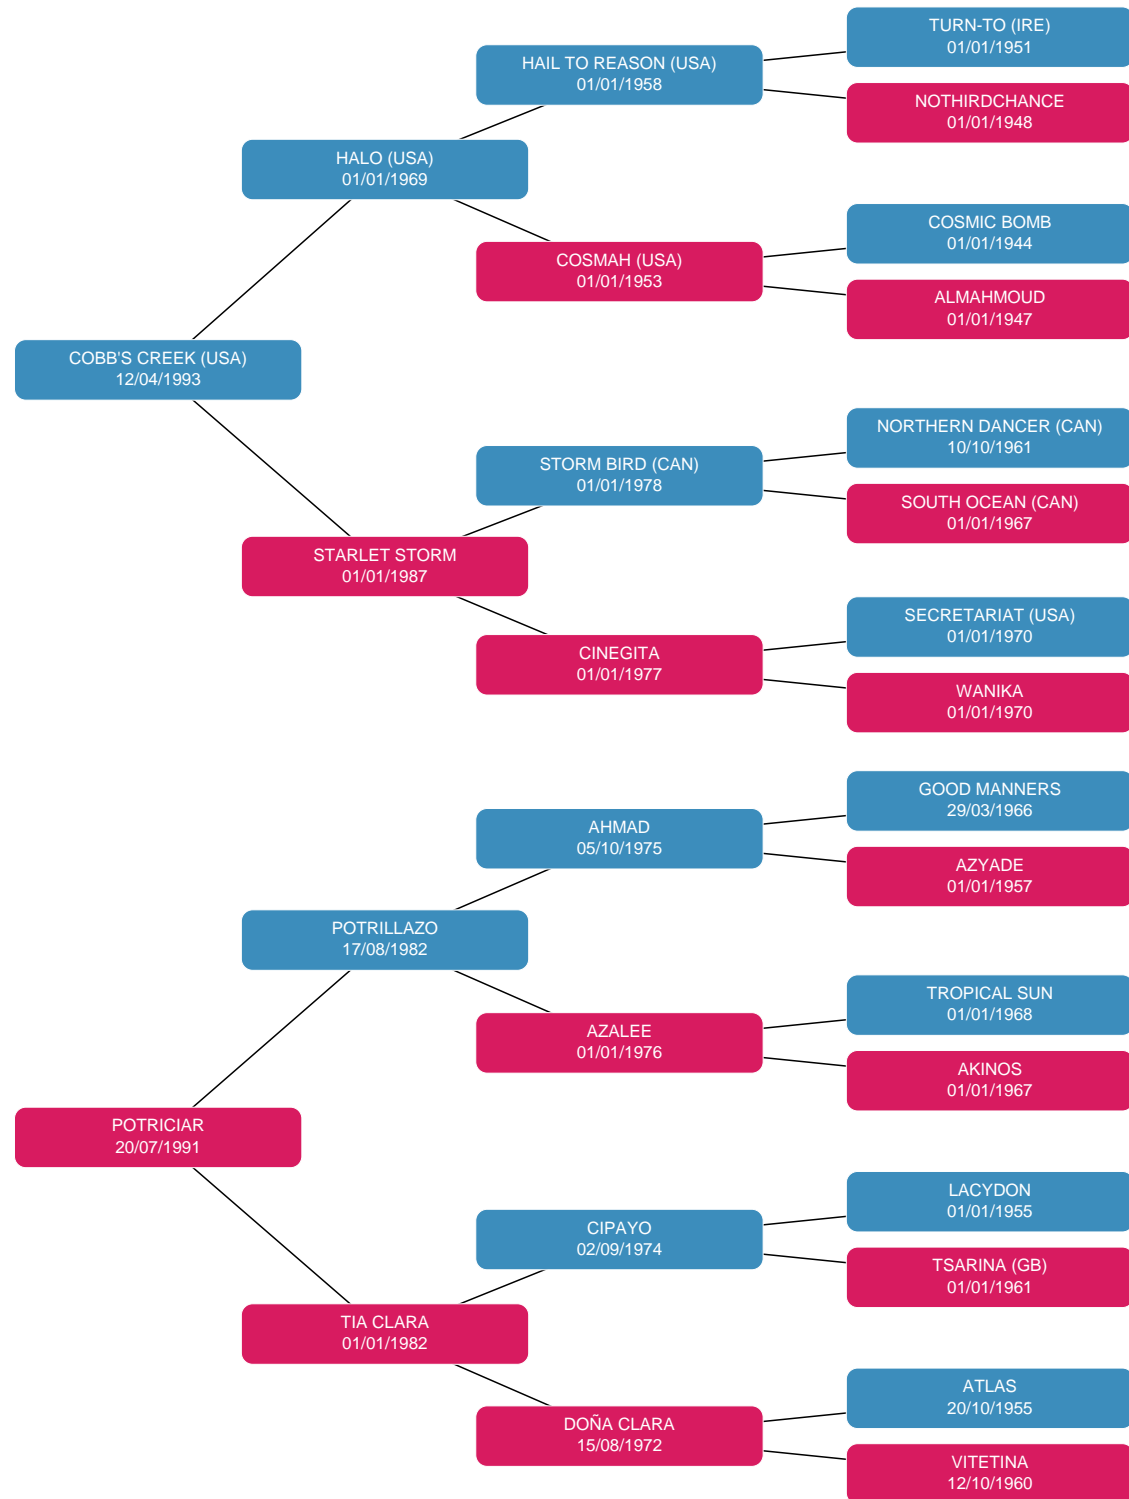 TURN-TO (IRE)
01/01/1951
HAIL TO REASON (USA)
01/01/1958
NOTHIRDCHANCE
01/01/1948
HALO (USA)
01/01/1969
COSMIC BOMB
01/01/1944
COSMAH (USA)
01/01/1953
ALMAHMOUD
01/01/1947
COBB'S CREEK (USA)
12/04/1993
NORTHERN DANCER (CAN)
10/10/1961
STORM BIRD (CAN)
01/01/1978
SOUTH OCEAN (CAN)
01/01/1967
STARLET STORM
01/01/1987
SECRETARIAT (USA)
01/01/1970
CINEGITA
01/01/1977
WANIKA
01/01/1970
GOOD MANNERS
29/03/1966
AHMAD
05/10/1975
AZYADE
01/01/1957
POTRILLAZO
17/08/1982
TROPICAL SUN
01/01/1968
AZALEE
01/01/1976
AKINOS
01/01/1967
POTRICIAR
20/07/1991
LACYDON
01/01/1955
CIPAYO
02/09/1974
TSARINA (GB)
01/01/1961
TIA CLARA
01/01/1982
ATLAS
20/10/1955
DOÑA CLARA
15/08/1972
VITETINA
12/10/1960